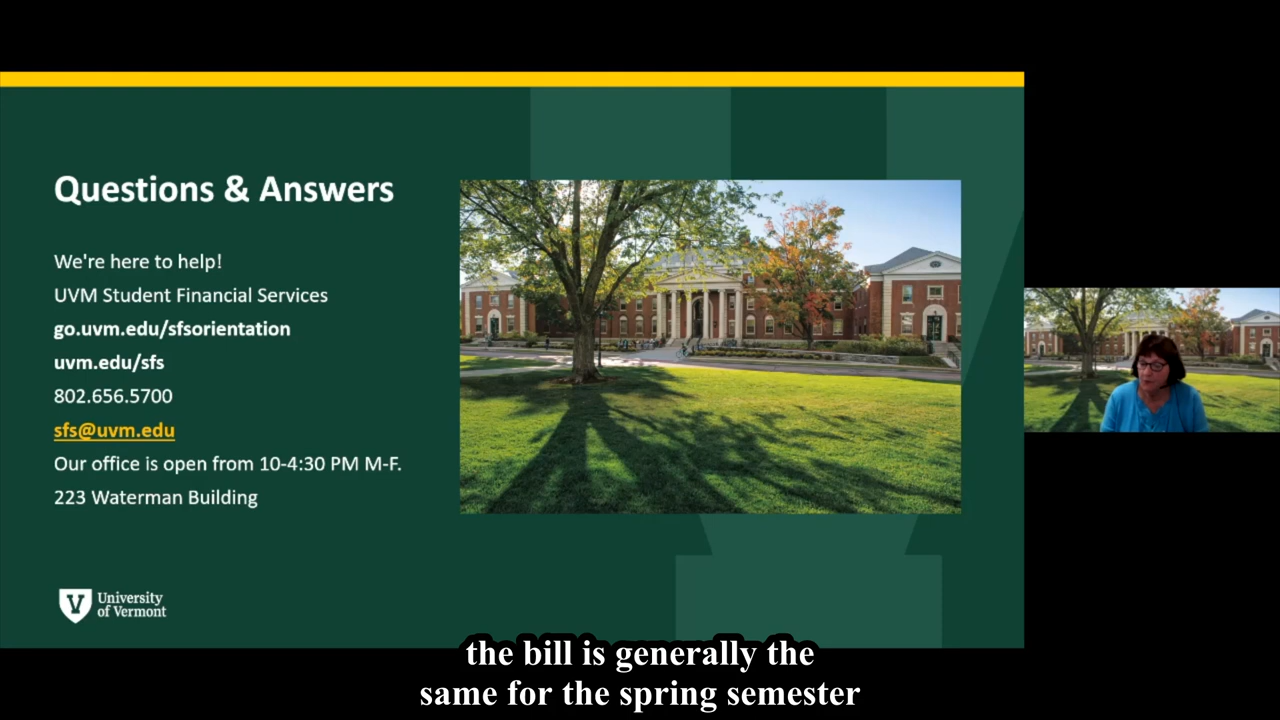 Questions & Answers
We're here to help!
UVM Student Financial Services
go.uvm.edu/sfsorientation
uvm.edu/sfs
802.656.5700
sfs@uvm.edu
Our office is open from 10-4:30 PM M-F.
223 Waterman Building
V University
of Vermont
the bill is generally the
same for the spring semester